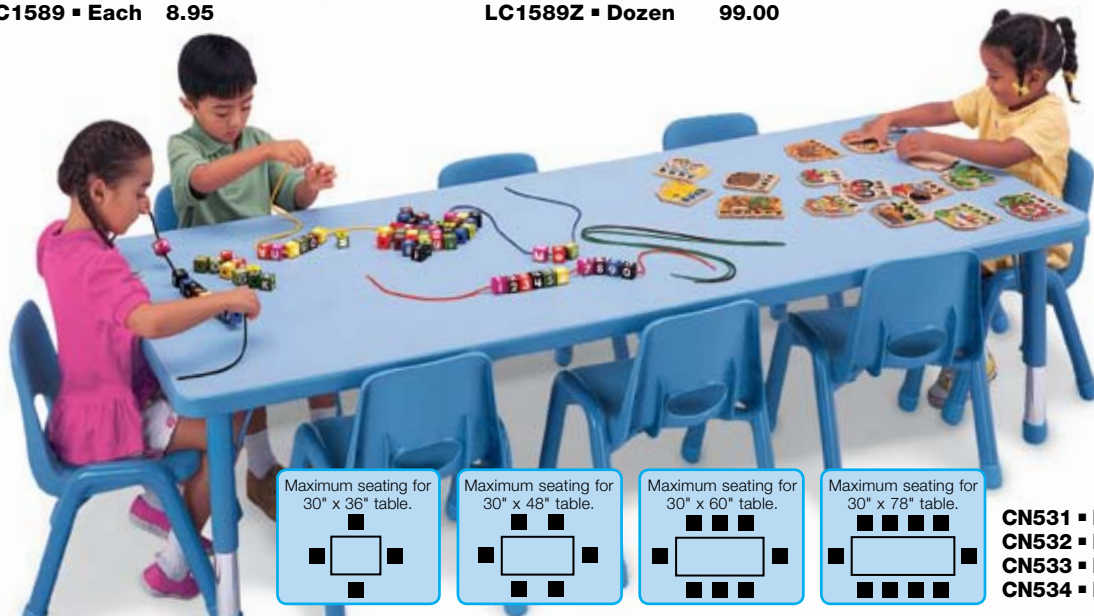 C1589 ▪ Each 8.95
LC1589Z ▪ Dozen 99.00
Maximum seating for
30" x 36" table.
Maximum seating for
30" x 48" table.
Maximum seating for
30" x 60" table.
Maximum seating for
30" x 78" table.
CN531 ▪
CN532 ▪
CN533 ▪
CN534 ▪